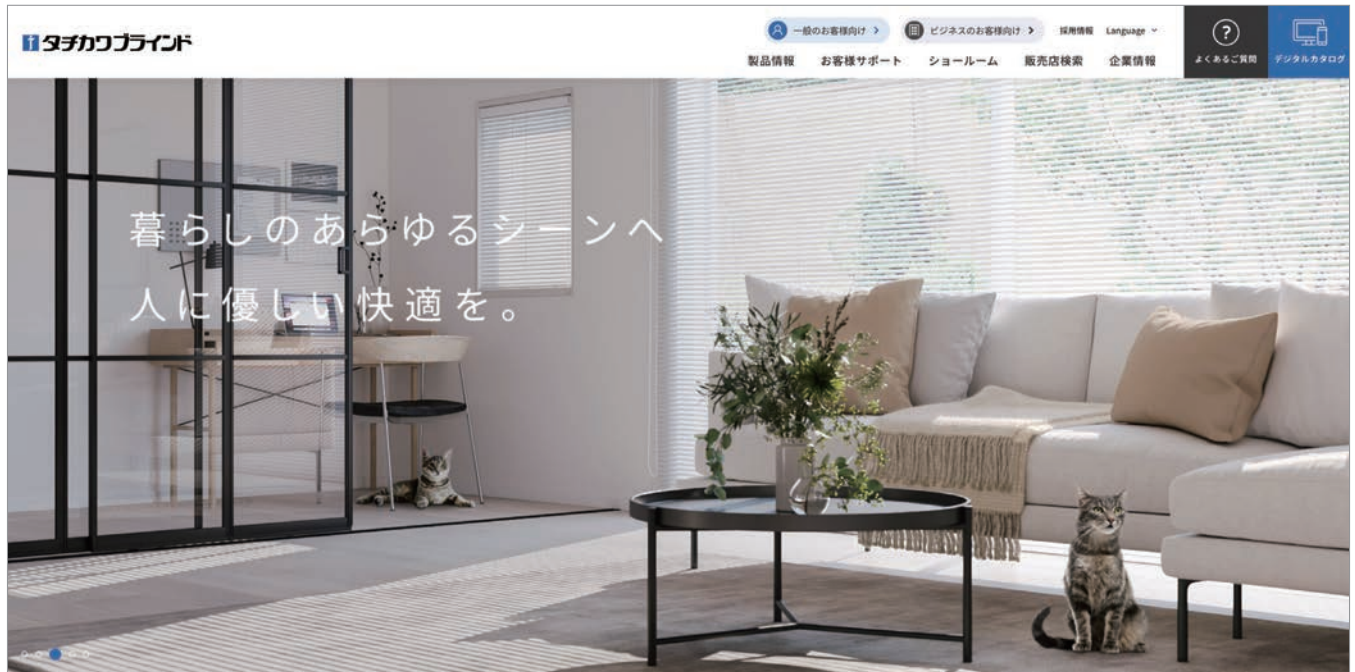 タチカワブラインド
一般のお客様向け
ビジネスのお客様向け
採用情報
Language
製品情報
お客様サポート
ショールーム
販売店検索
企業情報
よくあるご質問
デジタルカタログ
暮らしのあらゆるシーンへ
人に優しい快適を。